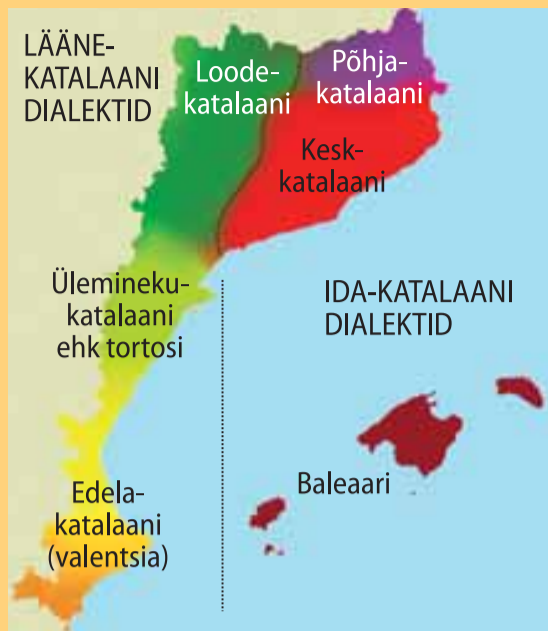 LÄÄNE-
KATALAANI
DIALEKTID
Loode-
katalaani
Põhja-
katalaani
Kesk-
katalaani
Ülemineku-
katalaani
ehk tortosi
IDA-KATALAANI
DIALEKTID
Baleaari
Edela-
katalaani
(valentsia)